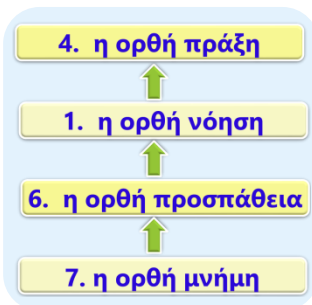 4. η ορθή πράξη
1. η ορθή νόηση
6. η ορθή προσπάθεια
7. η ορθή μνήμη